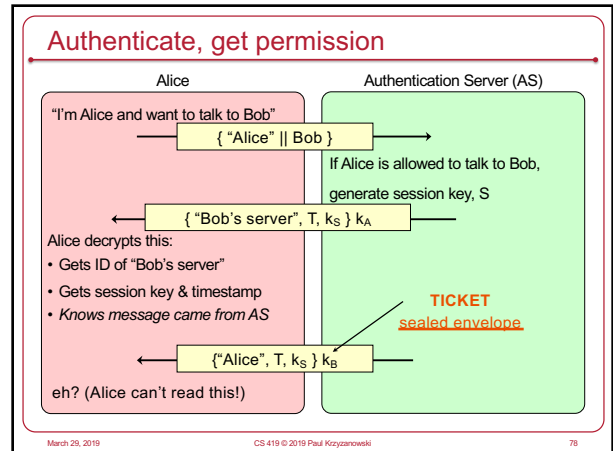 Authenticate, get permission
Alice
Authentication Server (AS)
“I’m Alice and want to talk to Bob”
{ “Alice” || Bob }
If Alice is allowed to talk to Bob,
generate session key, S
{ “Bob’s server”, T, kS } kA
Alice decrypts this:
• Gets ID of “Bob’s server”
• Gets session key & timestamp
• Knows message came from AS
TICKET
sealed envelope
{“Alice”, T, kS } kB
eh? (Alice can’t read this!)
March 29, 2019
CS 419 © 2019 Paul Krzyzanowski
78